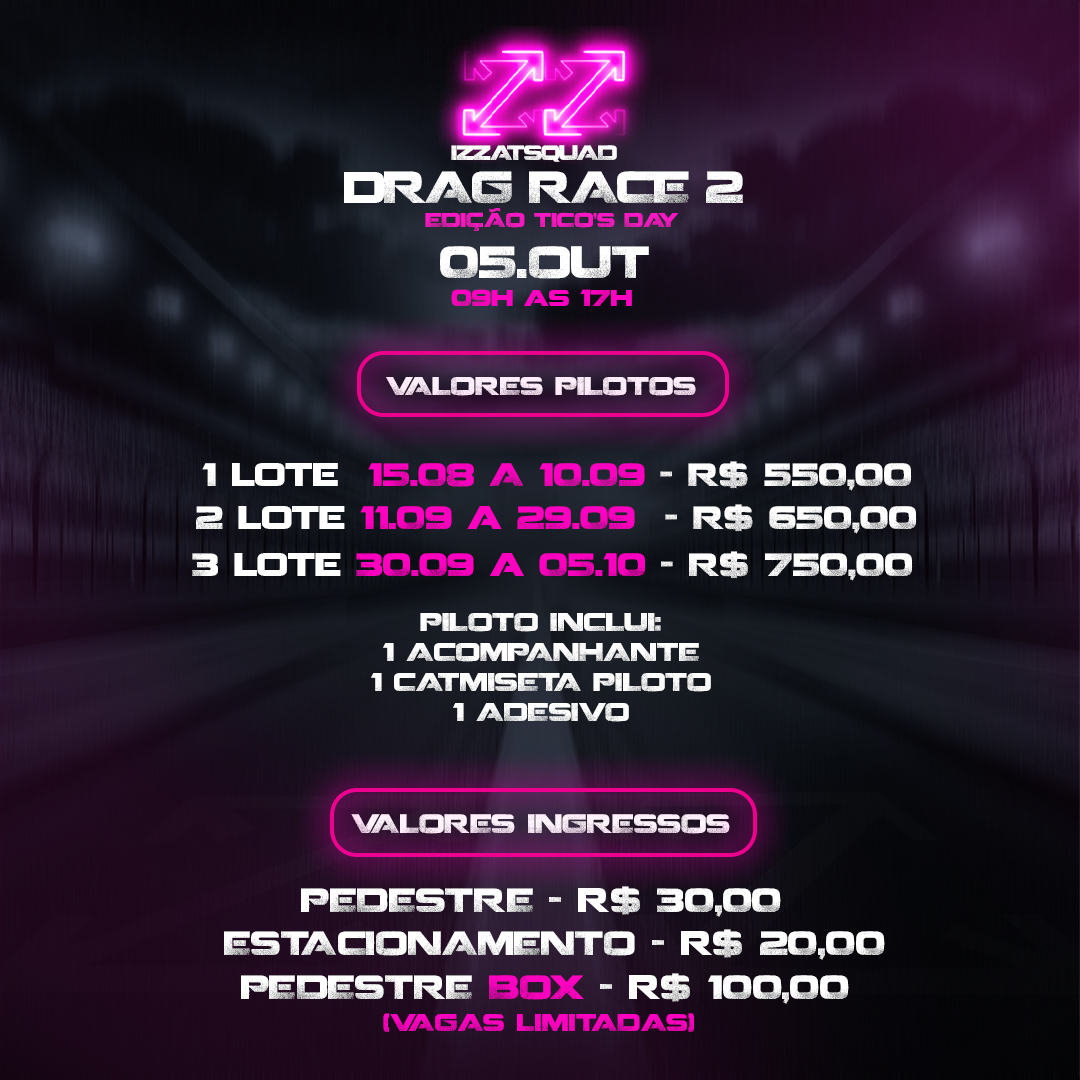 ZZ
IZZATSQUAD
DRAG RACE 2
EDIÇÃO TICO'S DAY
05.OUT
09H AS 17H
VALORES PILOTOS
1 LOTE 15.08 A 10.09 - R$ 550,00
2 LOTE 11.09 A 29.09 - R$ 650,00
3 LOTE 30.09 A 05.10 - R$ 750,00
PILOTO INCLUI:
1 ACOMPANHANTE
1 CATMISETA PILOTO
1 ADESIVO
VALORES INGRESSOS
PEDESTRE - R$ 30,00
ESTACIONAMENTO - R$ 20,00
PEDESTRE BOX - R$ 100,00
(VAGAS LIMITADAS)